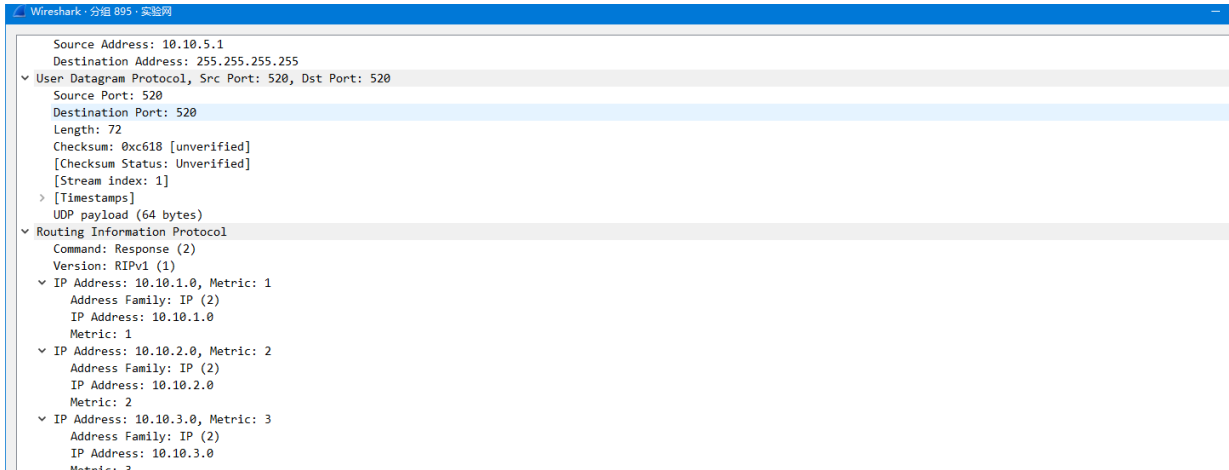 Wireshark · 分组 895 · 实验网
Source Address: 10.10.5.1
Destination Address: 255.255.255.255
User Datagram Protocol, Src Port: 520, Dst Port: 520
Source Port: 520
Destination Port: 520
Length: 72
Checksum: 0xc618 [unverified]
[Checksum Status: Unverified]
[Stream index: 1]
[Timestamps]
UDP payload (64 bytes)
Routing Information Protocol
Command: Response (2)
Version: RIPv1 (1)
IP Address: 10.10.1.0, Metric: 1
Address Family: IP (2)
IP Address: 10.10.1.0
Metric: 1
IP Address: 10.10.2.0, Metric: 2
Address Family: IP (2)
IP Address: 10.10.2.0
Metric: 2
IP Address: 10.10.3.0, Metric: 3
Address Family: IP (2)
IP Address: 10.10.3.0
Metric: 3